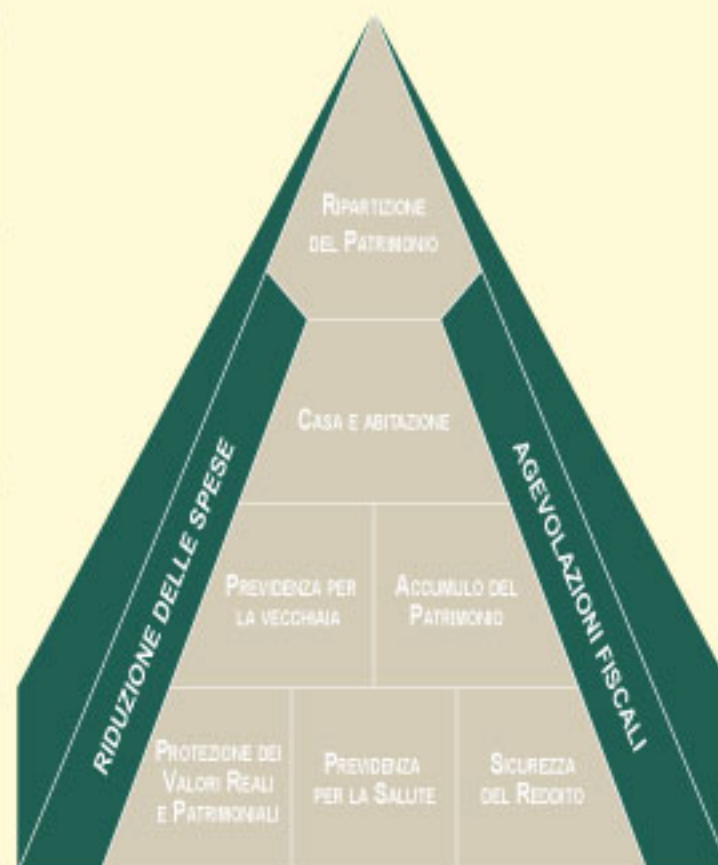 Ripartizione
del Patrimonio
Casa e abitazione
RIDUZIONE DELLE SPESE
AGEVOLAZIONI FISCALI
Previdenza per
la vecchiaia
Accumulo del
Patrimonio
Protezione dei
Valori Reali
e Patrimoniali
Previdenza
per la Salute
Sicurezza
del Reddito